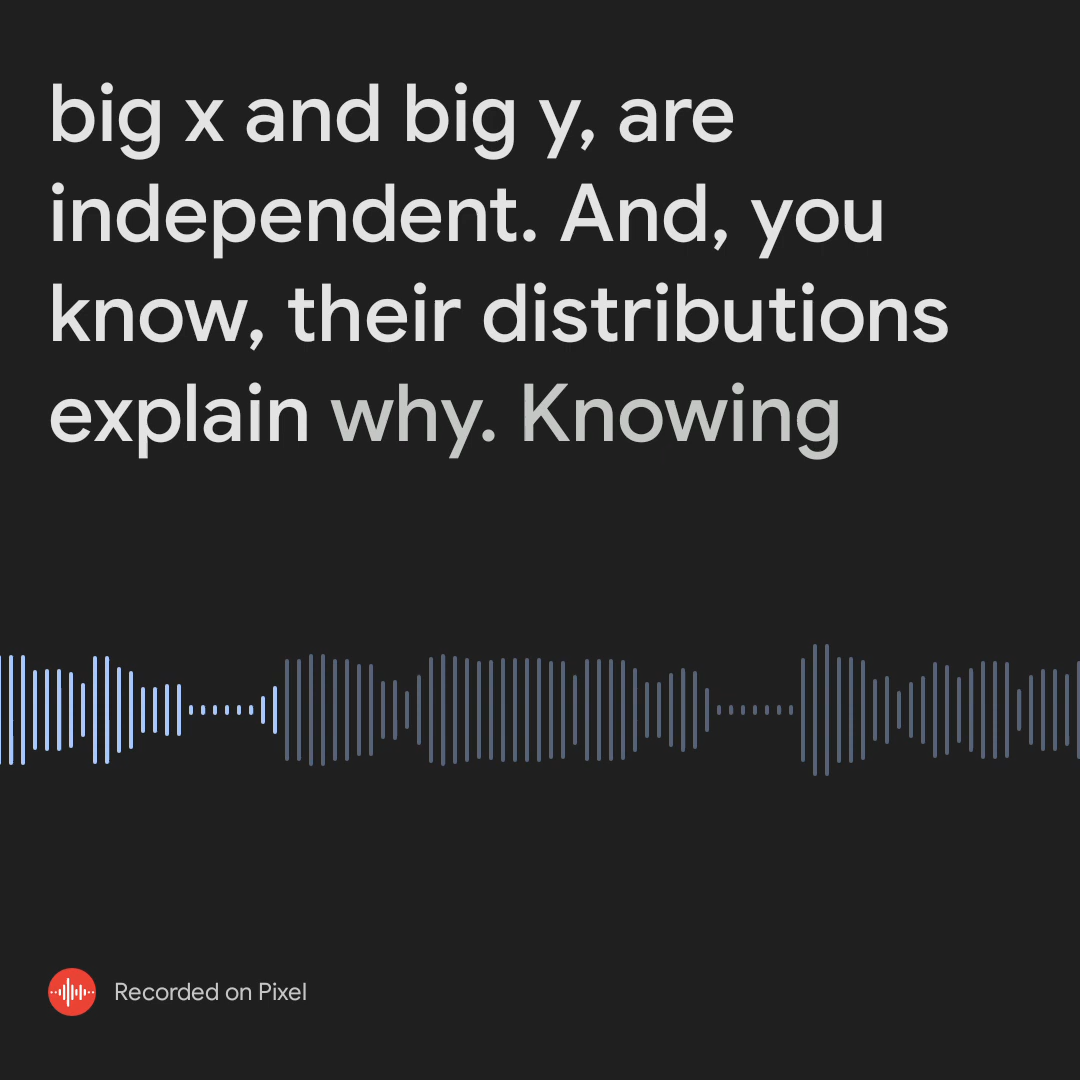 big x and big y, are
independent. And, you
know, their distributions
explain why. Knowing
Recorded on Pixel